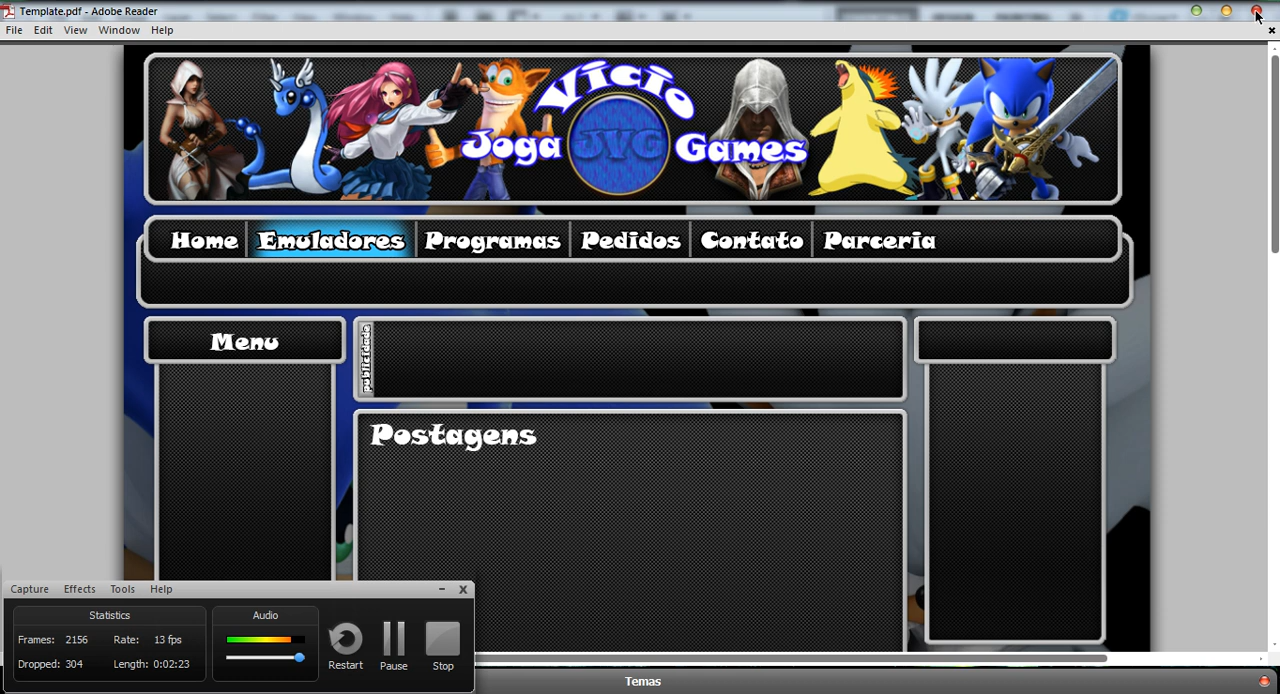 Template.pdf - Adobe Reader
File Edit View Window Help
Vicio
Joga JVG Games
Home Emuladores Programas Pedidos Contato Parceria
Menu
publicidade
Postagens
Capture Effects Tools Help
Statistics Audio
Frames: 2156 Rate: 13 fps
Dropped: 304 Length: 0:02:23
Restart Pause Stop
Temas